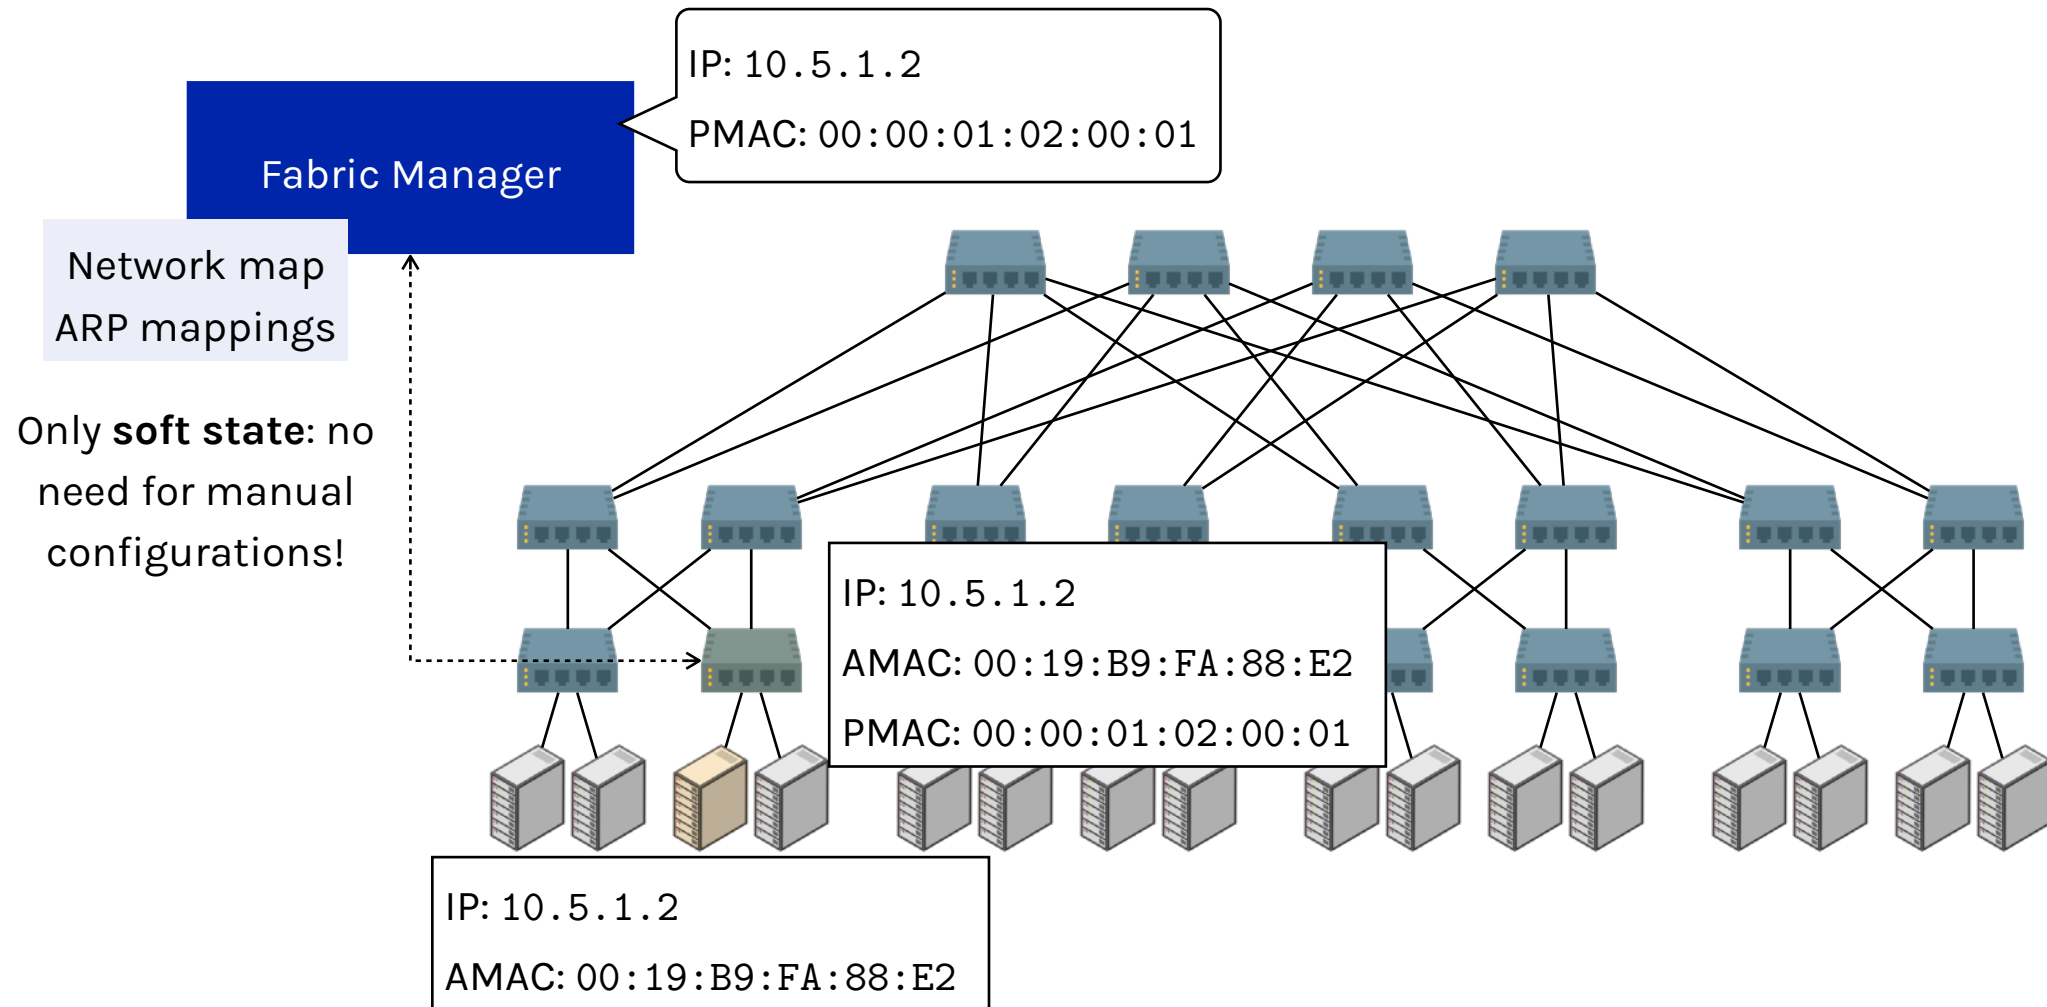 IP: 10.5.1.2
PMAC: 00:00:01:02:00:01
Fabric Manager
Network map
ARP mappings
Only soft state: no
need for manual
configurations!
IP: 10.5.1.2
AMAC: 00:19:B9:FA:88:E2
PMAC: 00:00:01:02:00:01
IP: 10.5.1.2
AMAC: 00:19:B9:FA:88:E2